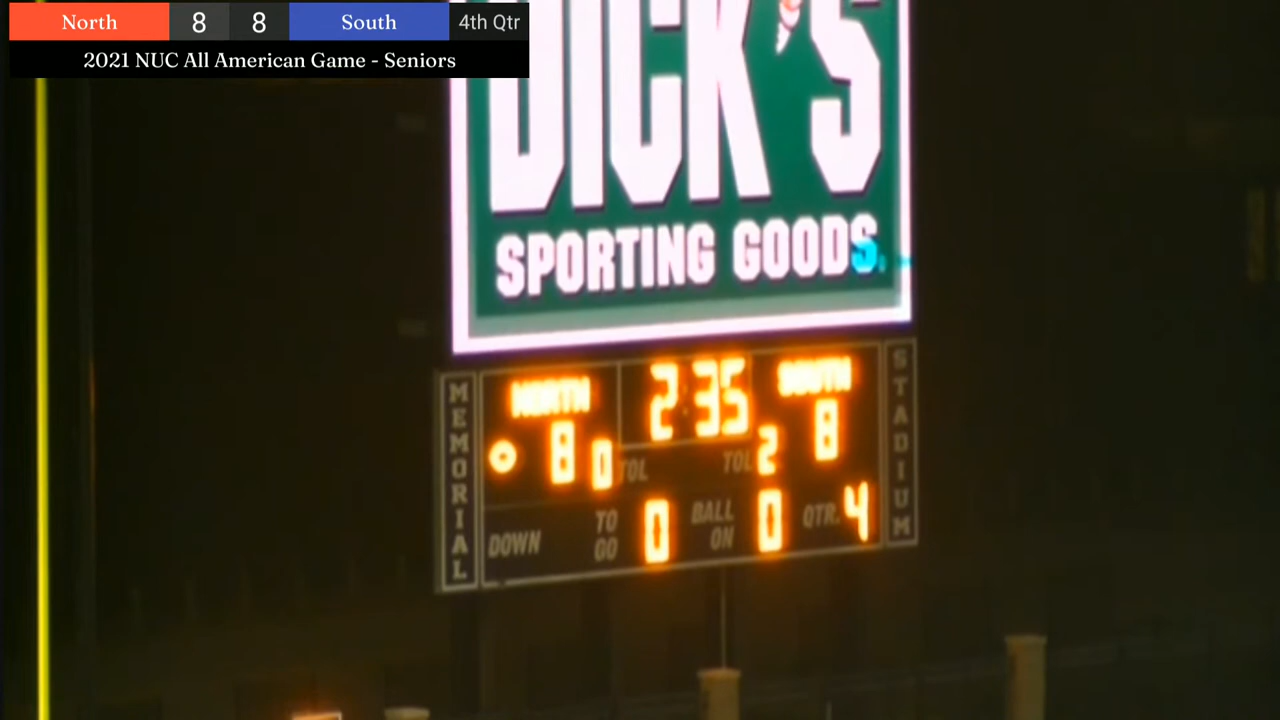 North 8 8 South 4th Qtr
2021 NUC All American Game - Seniors
DICK'S
SPORTING GOODS.
MEMORIAL
NORTH 2:35 SOUTH
8 0 TOL TOL 2 8
DOWN TO GO 0 BALL ON 0 QTR. 4
STADIUM